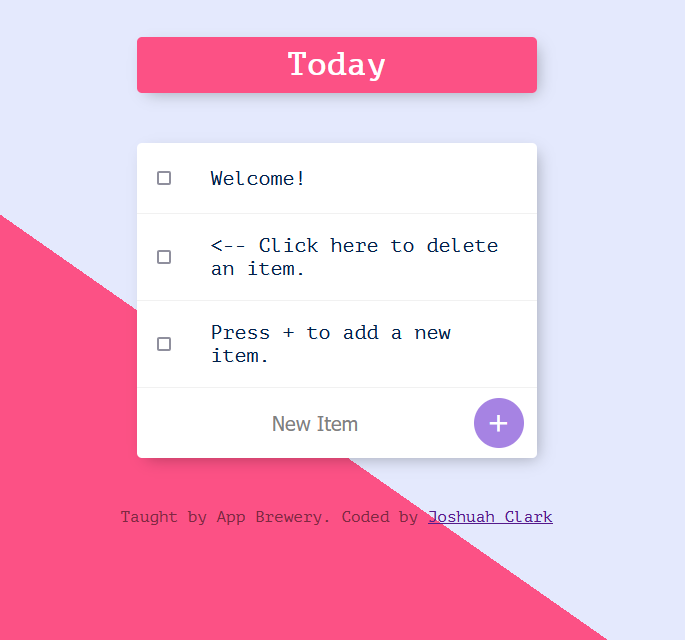 Today
Welcome!
<-- Click here to delete
an item.
Press + to add a new
item.
New Item
+
Taught by App Brewery. Coded by Joshuah Clark